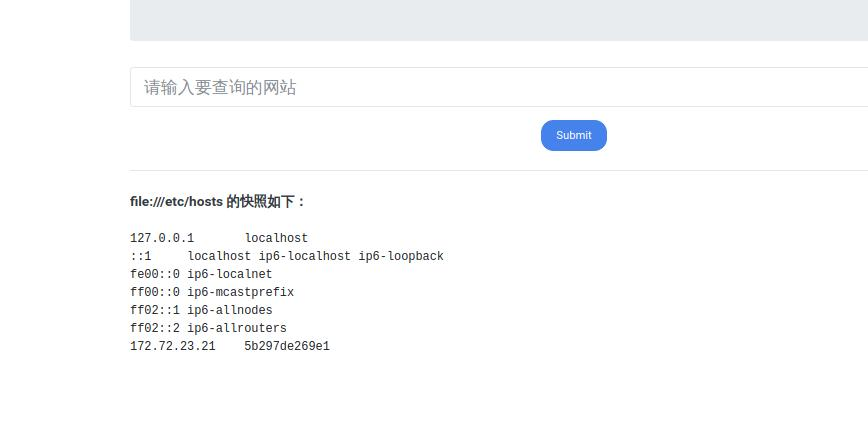 请输入要查询的网站
Submit
file:///etc/hosts 的快照如下：
127.0.0.1       localhost
::1     localhost ip6-localhost ip6-loopback
fe00::0 ip6-localnet
ff00::0 ip6-mcastprefix
ff02::1 ip6-allnodes
ff02::2 ip6-allrouters
172.72.23.21    5b297de269e1